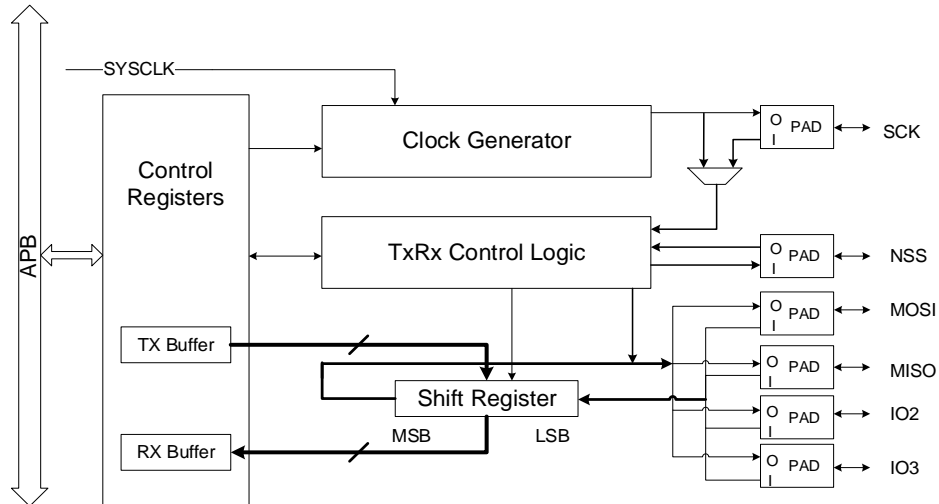 SYSCLK
APB
Control
Registers
Clock Generator
O
I
PAD
SCK
TxRx Control Logic
O
I
PAD
NSS
O
I
PAD
MOSI
TX Buffer
O
I
PAD
MISO
Shift Register
MSB
LSB
O
I
PAD
IO2
RX Buffer
O
I
PAD
IO3